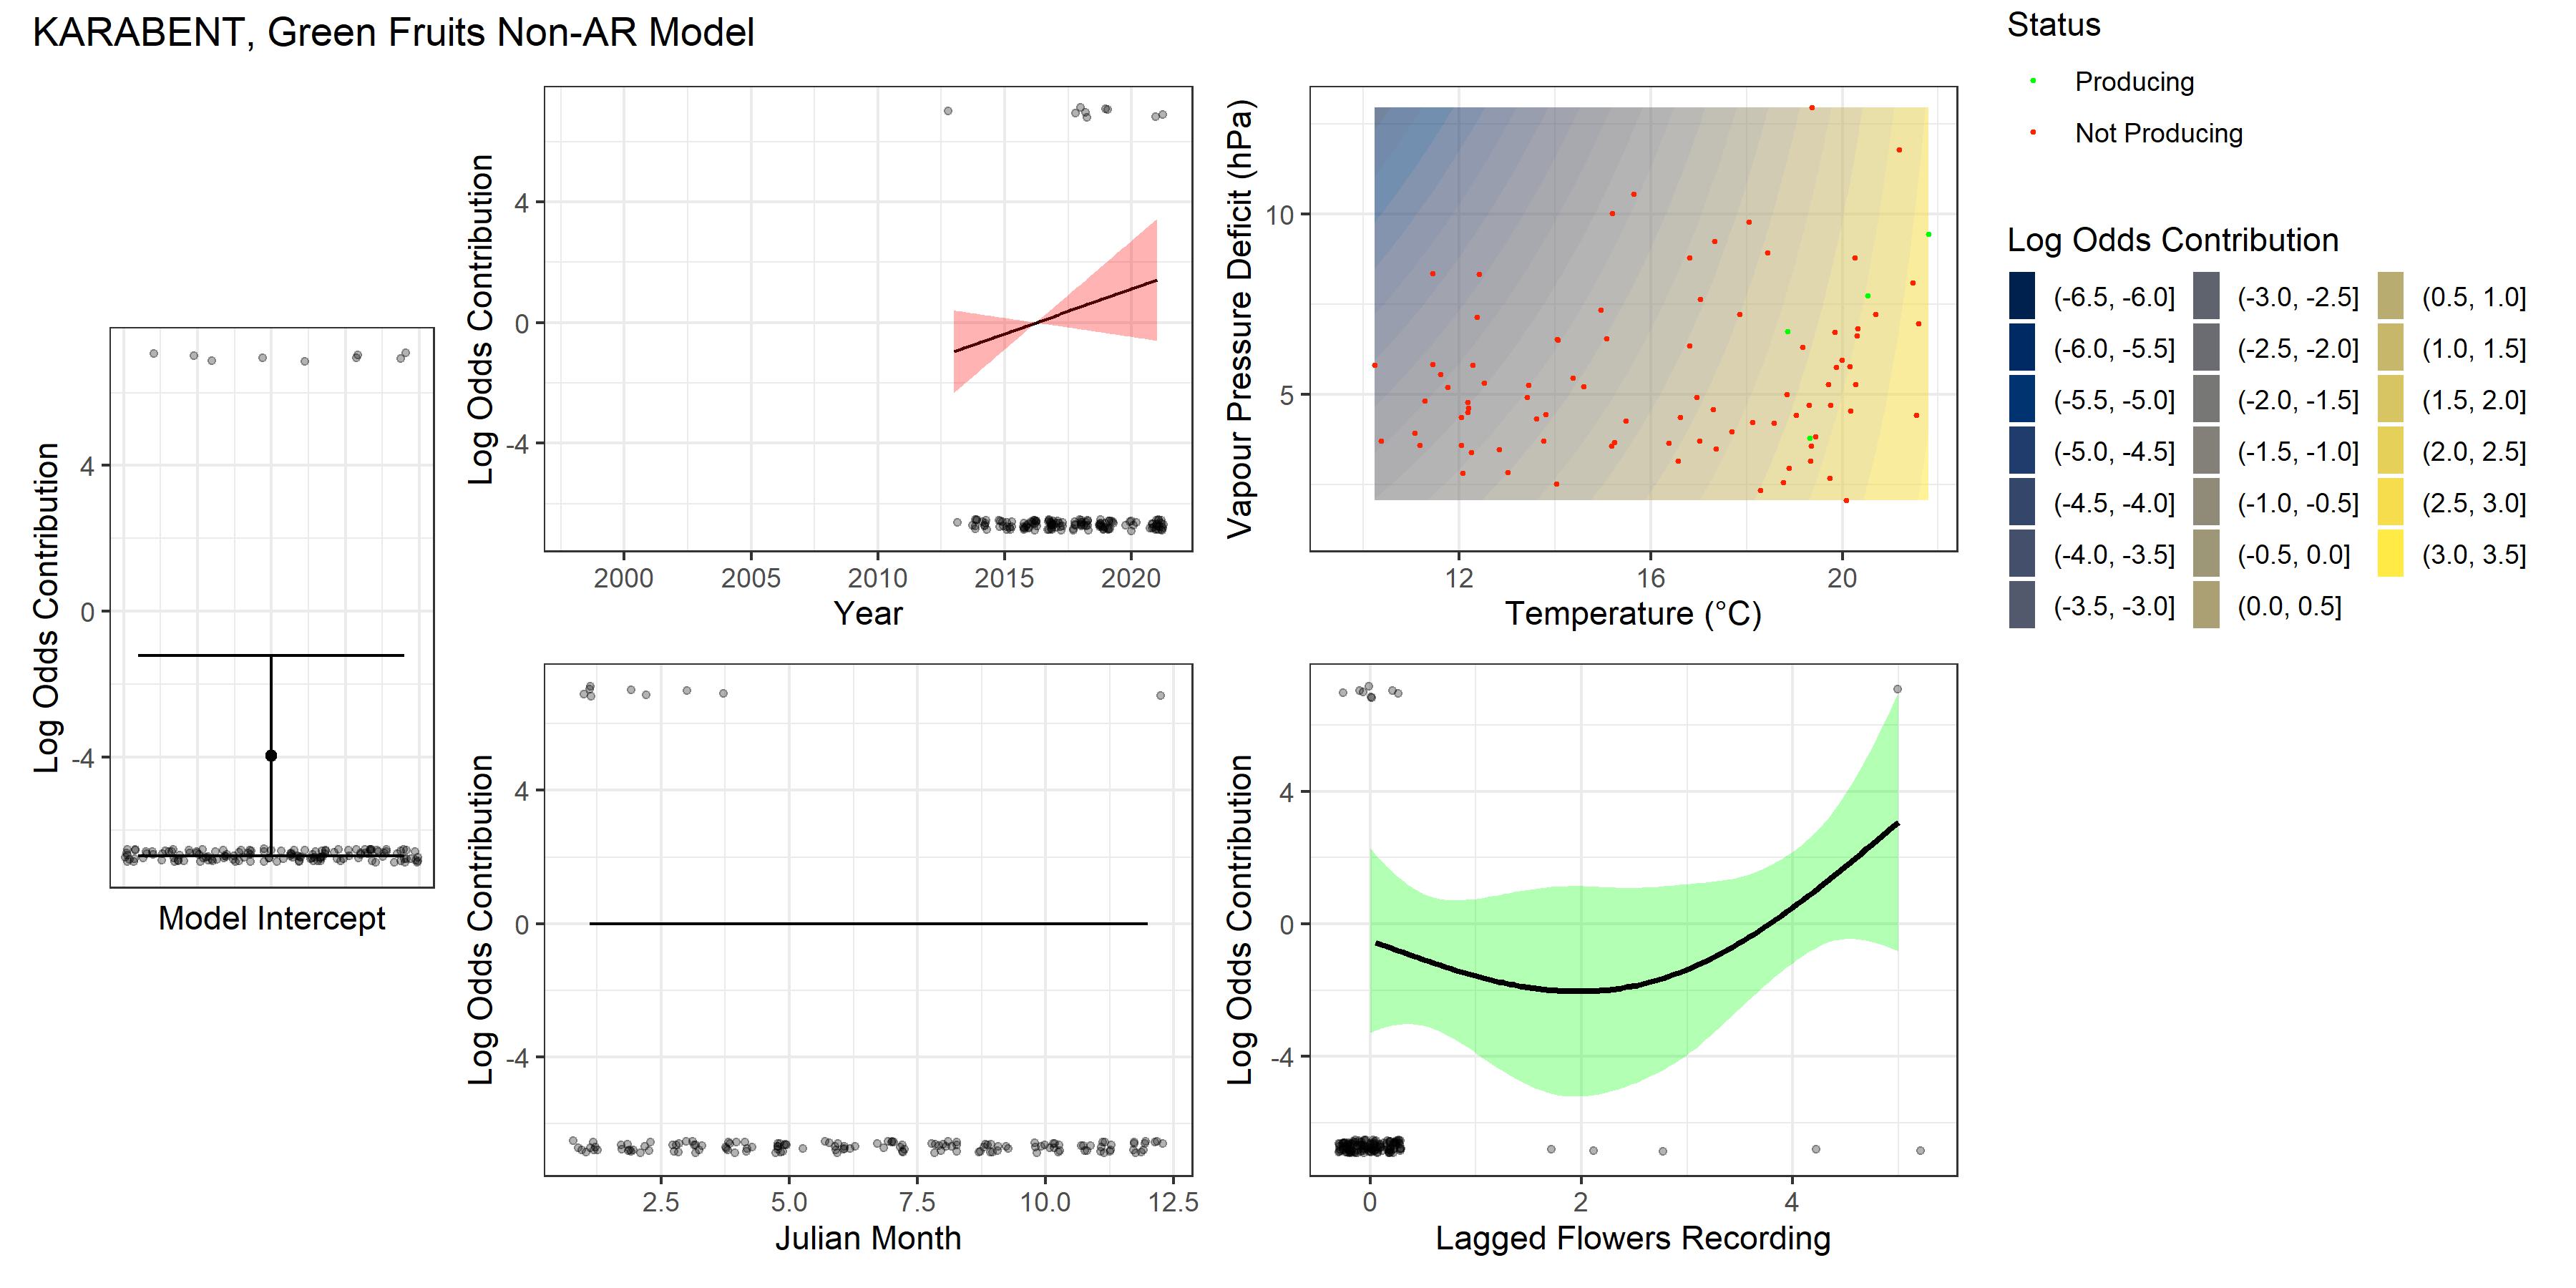 KARABENT, Green Fruits Non-AR Model
Log Odds Contribution
4
0
-4
Model Intercept
Log Odds Contribution
4
0
-4
2000 2005 2010 2015 2020
Year
Vapour Pressure Deficit (hPa)
10
5
12 16 20
Temperature (°C)
Log Odds Contribution
4
0
-4
2.5 5.0 7.5 10.0 12.5
Julian Month
Log Odds Contribution
4
0
-4
0 2 4
Lagged Flowers Recording
Status
Producing
Not Producing
Log Odds Contribution
(-6.5, -6.0] (-3.0, -2.5] (0.5, 1.0]
(-6.0, -5.5] (-2.5, -2.0] (1.0, 1.5]
(-5.5, -5.0] (-2.0, -1.5] (1.5, 2.0]
(-5.0, -4.5] (-1.5, -1.0] (2.0, 2.5]
(-4.5, -4.0] (-1.0, -0.5] (2.5, 3.0]
(-4.0, -3.5] (-0.5, 0.0] (3.0, 3.5]
(-3.5, -3.0] (0.0, 0.5]